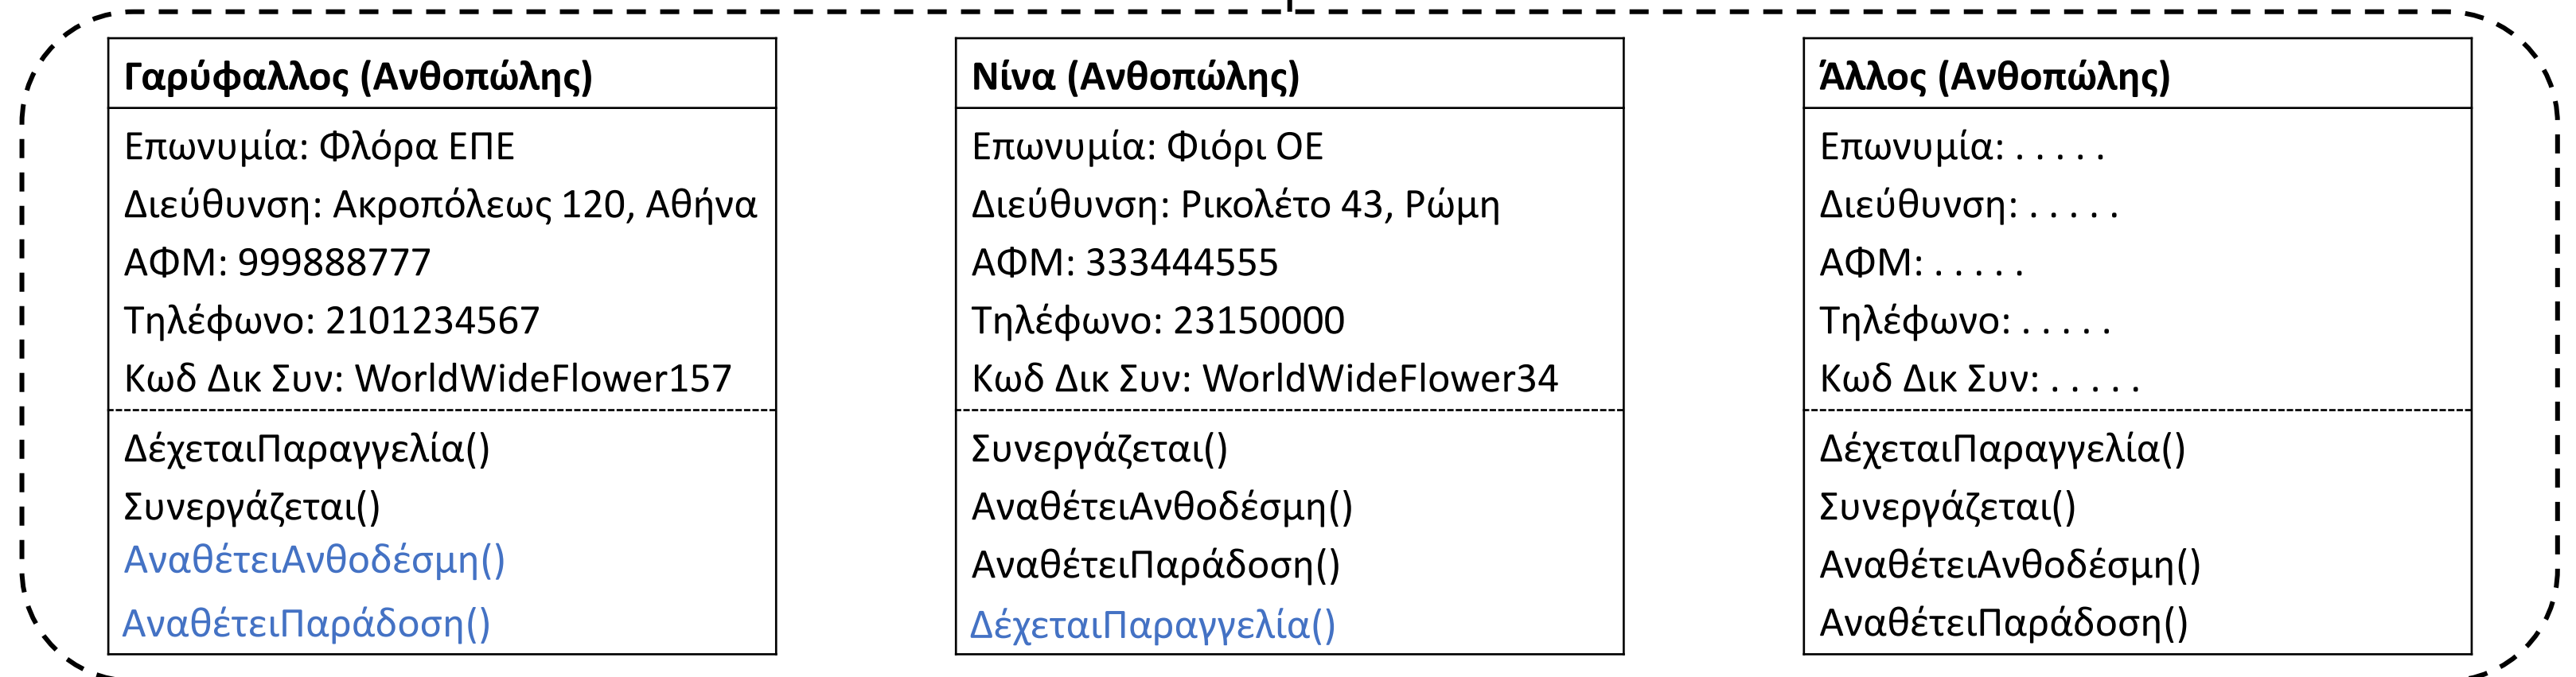 Γαρύφαλλος (Ανθοπώλης)
Επωνυμία: Φλόρα ΕΠΕ
Διεύθυνση: Ακροπόλεως 120, Αθήνα
ΑΦΜ: 999888777
Τηλέφωνο: 2101234567
Κωδ Δικ Συν: WorldWideFlower157
ΔέχεταιΠαραγγελία()
Συνεργάζεται()
ΑναθέτειΑνθοδέσμη()
ΑναθέτειΠαράδοση()
Νίνα (Ανθοπώλης)
Επωνυμία: Φιόρι ΟΕ
Διεύθυνση: Ρικολέτο 43, Ρώμη
ΑΦΜ: 333444555
Τηλέφωνο: 23150000
Κωδ Δικ Συν: WorldWideFlower34
Συνεργάζεται()
ΑναθέτειΑνθοδέσμη()
ΑναθέτειΠαράδοση()
ΔέχεταιΠαραγγελία()
Άλλος (Ανθοπώλης)
Επωνυμία: . . . . .
Διεύθυνση: . . . . .
ΑΦΜ: . . . . .
Τηλέφωνο: . . . . .
Κωδ Δικ Συν: . . . . .
ΔέχεταιΠαραγγελία()
Συνεργάζεται()
ΑναθέτειΑνθοδέσμη()
ΑναθέτειΠαράδοση()